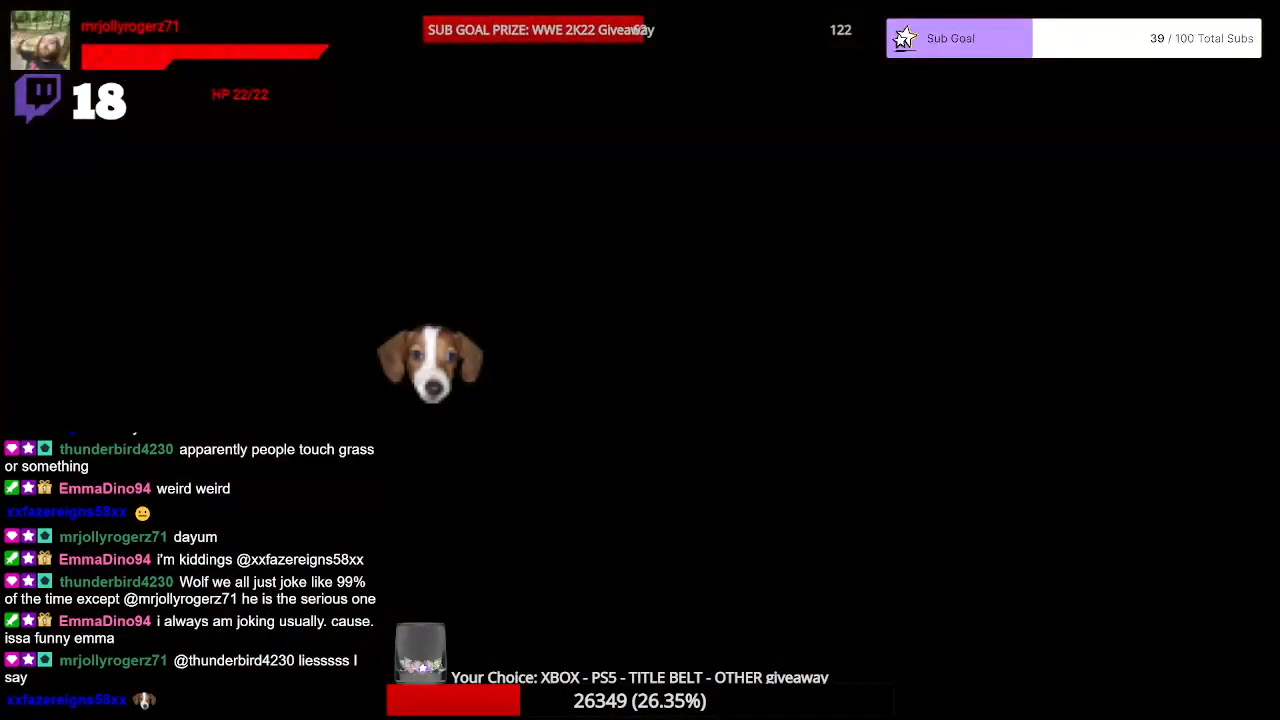 mrjollyrogerz71
SUB GOAL PRIZE: WWE 2K22 Giveaway
122
Sub Goal
39 / 100 Total Subs
18
HP 22/22
thunderbird4230 apparently people touch grass
or something
EmmaDino94 weird weird
xxfazereigns58xx
mrjollyrogerz71 dayum
EmmaDino94 i'm kiddings @xxfazereigns58xx
thunderbird4230 Wolf we all just joke like 99%
of the time except @mrjollyrogerz71 he is the serious one
EmmaDino94 i always am joking usually. cause.
issa funny emma
mrjollyrogerz71 @thunderbird4230 liesssss I
say
xxfazereigns58xx
Your Choice: XBOX - PS5 - TITLE BELT - OTHER giveaway
26349 (26.35%)